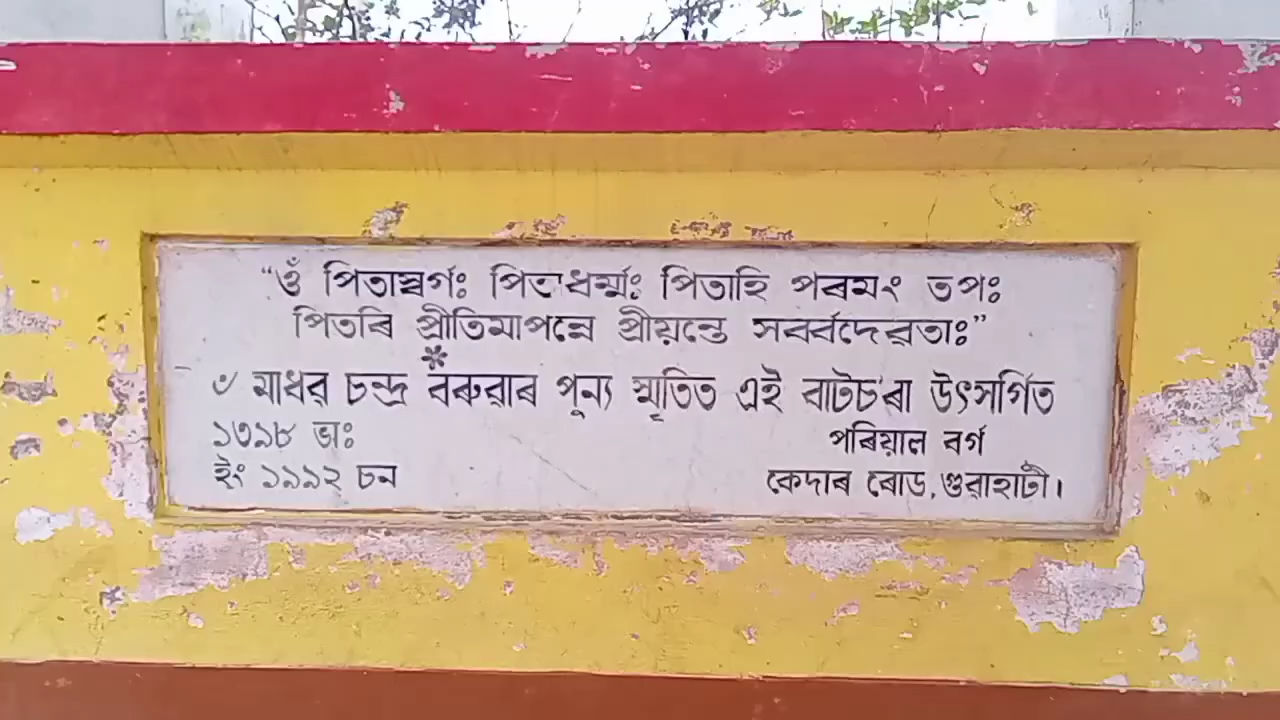 “ওঁ পিতাস্বৰ্গঃ পিতাধৰ্ম্মঃ পিতাহি পৰমং তপঃ
পিতৰি প্ৰীতিমাপন্নে প্ৰীয়ন্তে সবৰ্বদেৱতাঃ”
*
ᢀ মাধৱ চন্দ্ৰ বৰুৱাৰ পুন্য স্মৃতিত এই বাটচ'ৰা উৎসৰ্গিত
১৩৯৮ ভাঃ
পৰিয়াল বৰ্গ
ইং ১৯৯২ চন
কেদাৰ ৰোড, গুৱাহাটী।